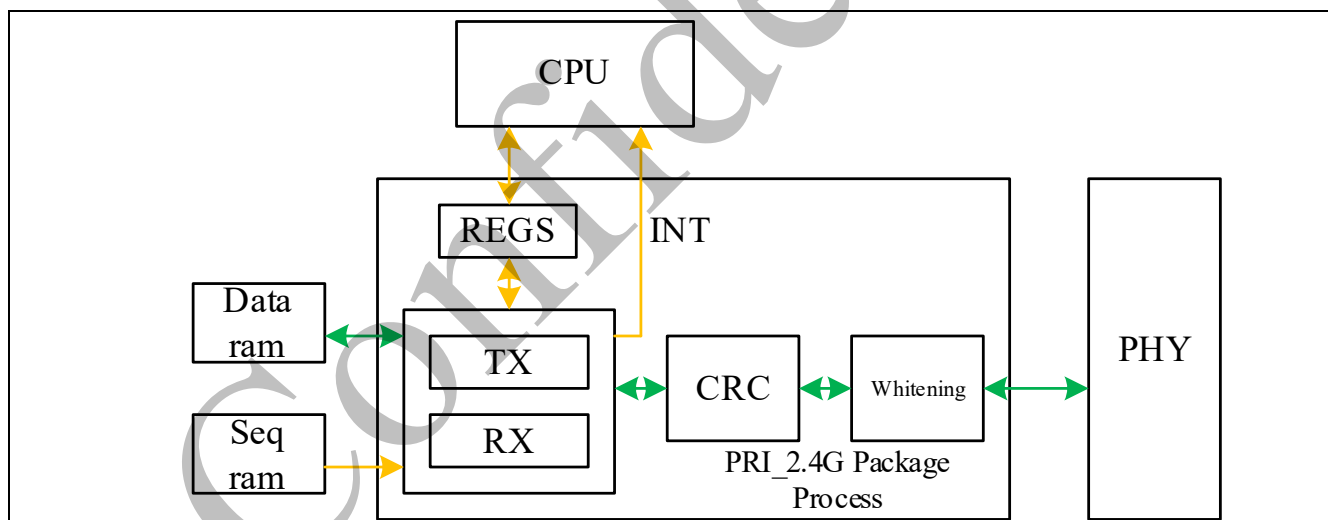 CPU
REGS
INT
Data
ram
TX
CRC
Whitening
PHY
Seq
ram
RX
PRI_2.4G Package
Process
Confide